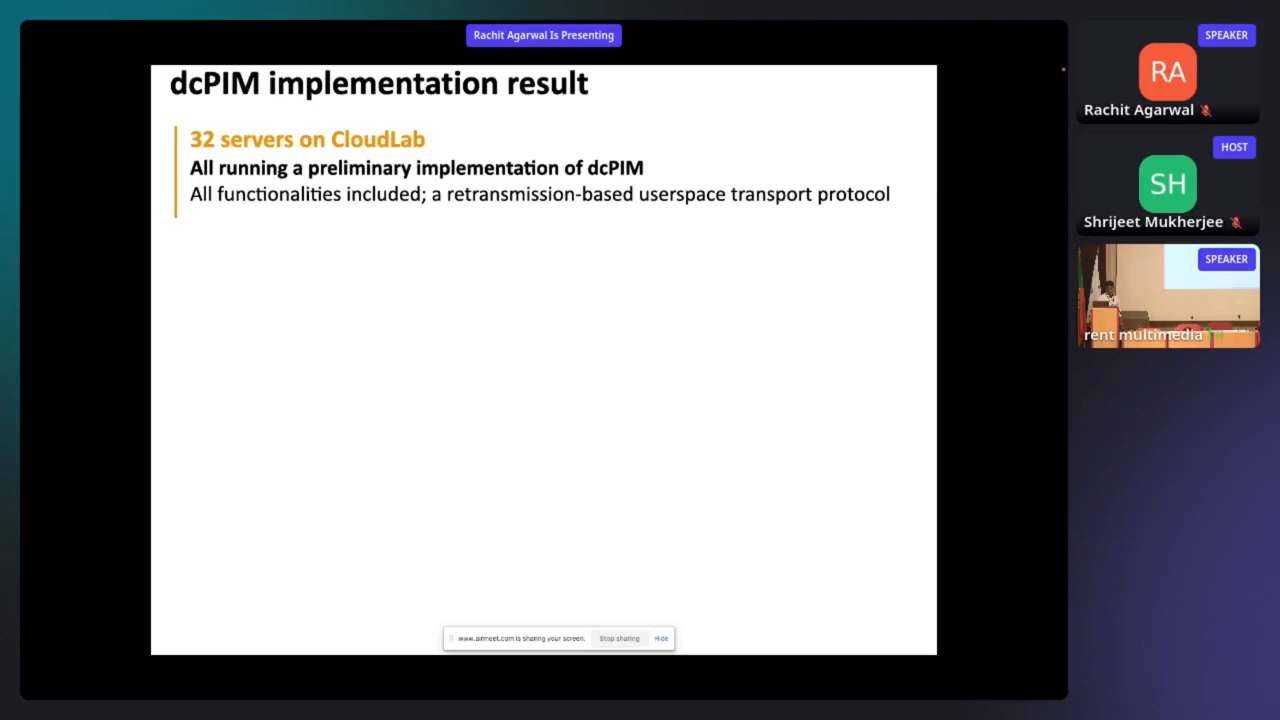 Rachit Agarwal Is Presenting
dcPIM implementation result
32 servers on CloudLab
All running a preliminary implementation of dcPIM
All functionalities included; a retransmission-based userspace transport protocol
www.airmeet.com is sharing your screen.
Stop sharing
Hide
SPEAKER
RA
Rachit Agarwal
HOST
SH
Shrijeet Mukherjee
SPEAKER
rent multimedia